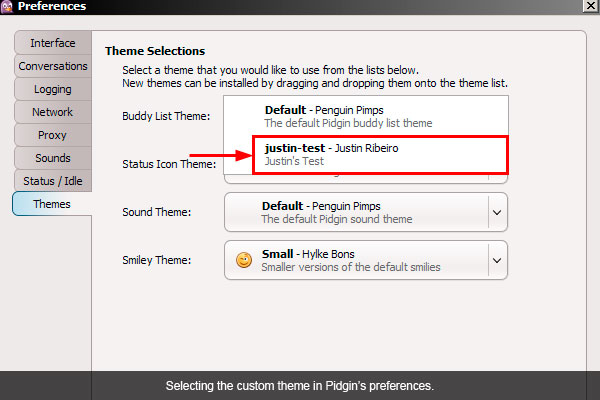 Preferences
Interface
Conversations
Logging
Network
Proxy
Sounds
Status / Idle
Themes
Theme Selections
Select a theme that you would like to use from the lists below.
New themes can be installed by dragging and dropping them onto the theme list.
Buddy List Theme:
Default - Penguin Pimps
The default Pidgin buddy list theme
justin-test - Justin Ribeiro
Justin's Test
Status Icon Theme:
Sound Theme:
Default - Penguin Pimps
The default Pidgin sound theme
Smiley Theme:
Small - Hylke Bons
Smaller versions of the default smilies
Selecting the custom theme in Pidgin's preferences.